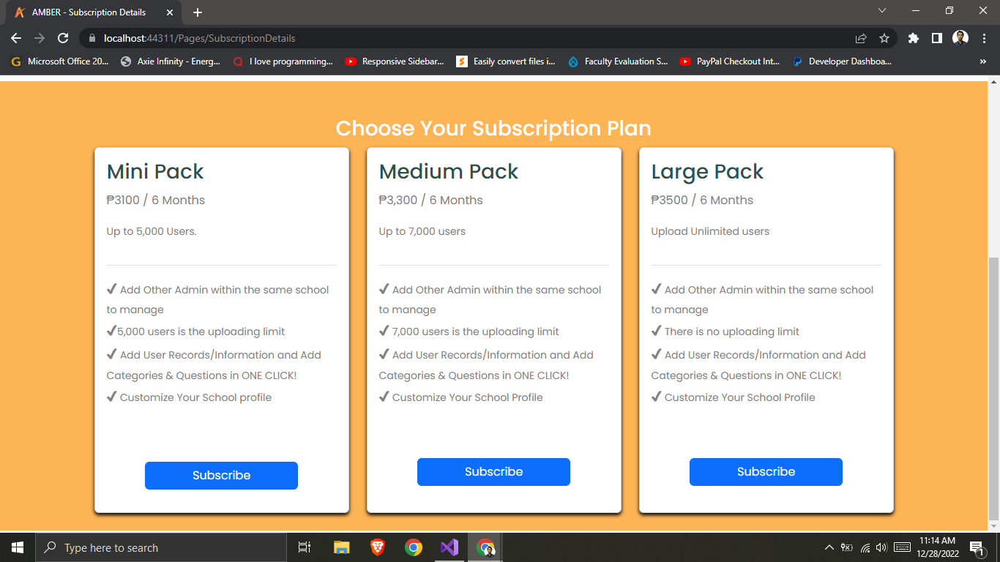 AMBER - Subscription Details
localhost:44311/Pages/SubscriptionDetails
Microsoft Office 20...
Axie Infinity - Energ...
I love programming...
Responsive Sidebar...
Easily convert files i...
Faculty Evaluation S...
PayPal Checkout Int...
Developer Dashboa...
»
Choose Your Subscription Plan
Mini Pack
₱3100 / 6 Months
Up to 5,000 Users.
✔ Add Other Admin within the same school
to manage
✔5,000 users is the uploading limit
✔ Add User Records/Information and Add
Categories & Questions in ONE CLICK!
✔ Customize Your School profile
Subscribe
Medium Pack
₱3,300 / 6 Months
Up to 7,000 users
✔ Add Other Admin within the same school
to manage
✔ 7,000 users is the uploading limit
✔ Add User Records/Information and Add
Categories & Questions in ONE CLICK!
✔ Customize Your School Profile
Subscribe
Large Pack
₱3500 / 6 Months
Upload Unlimited users
✔ Add Other Admin within the same school
to manage
✔ There is no uploading limit
✔ Add User Records/Information and Add
Categories & Questions in ONE CLICK!
✔ Customize Your School Profile
Subscribe
Type here to search
11:14 AM
12/28/2022
1